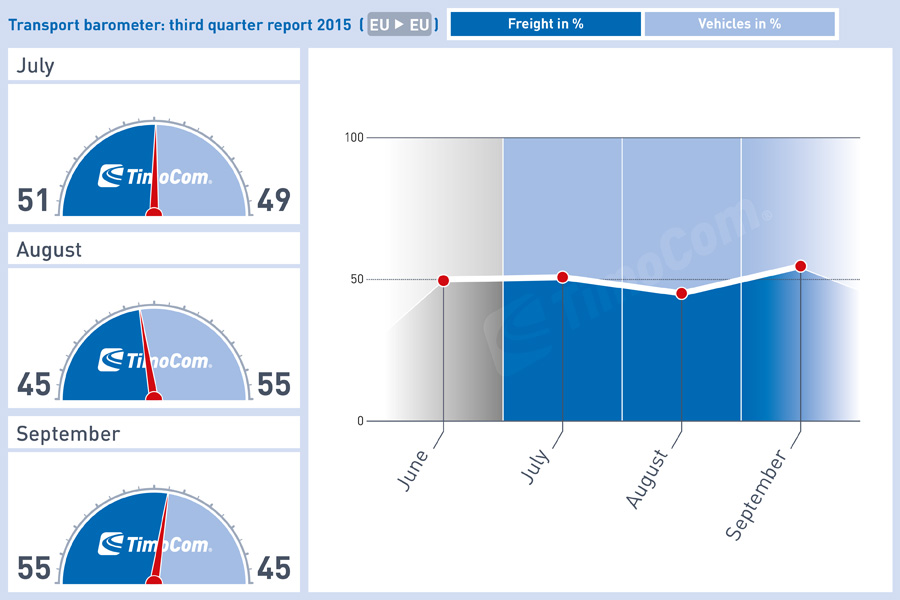 Transport barometer: third quarter report 2015 ( EU ▶ EU )
Freight in %
Vehicles in %
July
TimoCom.
51
49
August
TimoCom.
45
55
September
TimoCom.
55
45
100
50
0
TimoCom.
June
July
August
September